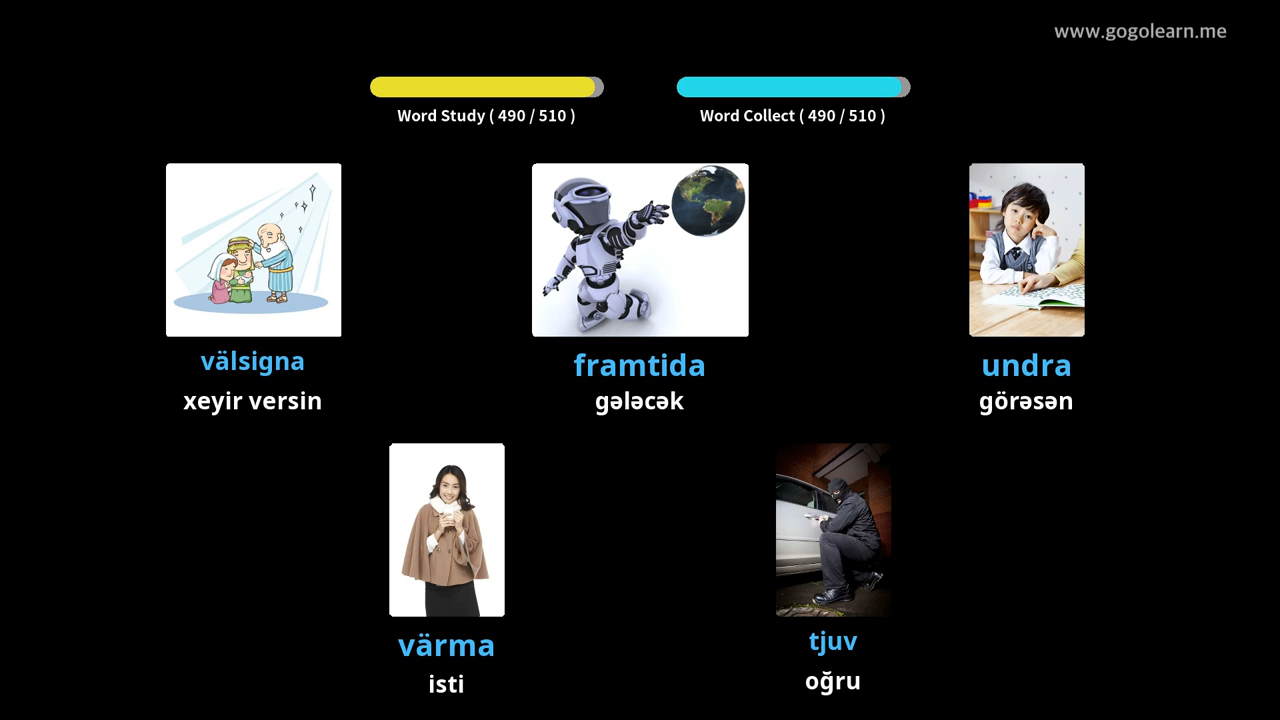 www.gogolearn.me
Word Study ( 490 / 510 )
Word Collect ( 490 / 510 )
välsigna
xeyir versin
framtida
gələcək
undra
görəsən
värma
isti
tjuv
oğru